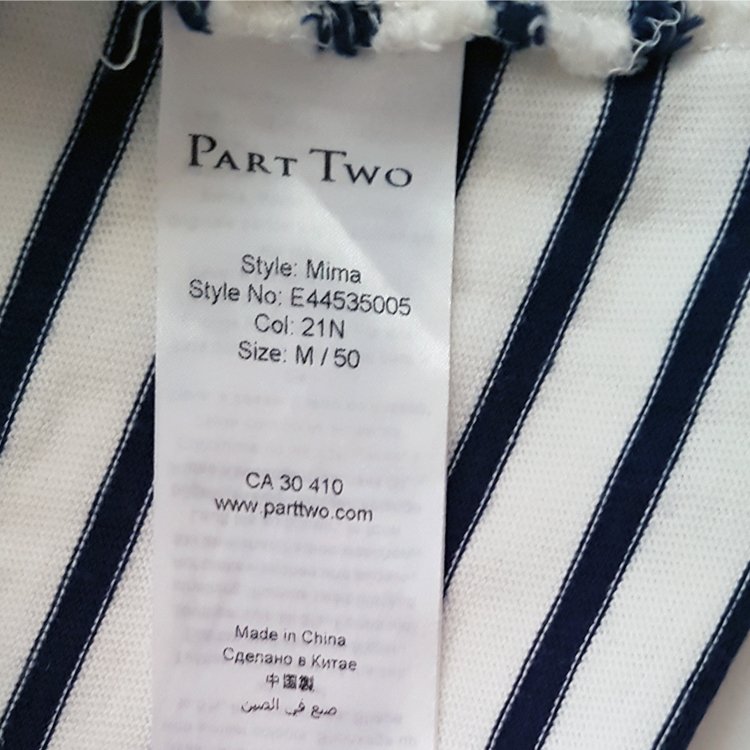 PART TWO
Style: Mima
Style No: E44535005
Col: 21N
Size: M / 50
CA 30 410
www.parttwo.com
Made in China
Сделано в Китае
中国製
صنع في الصين